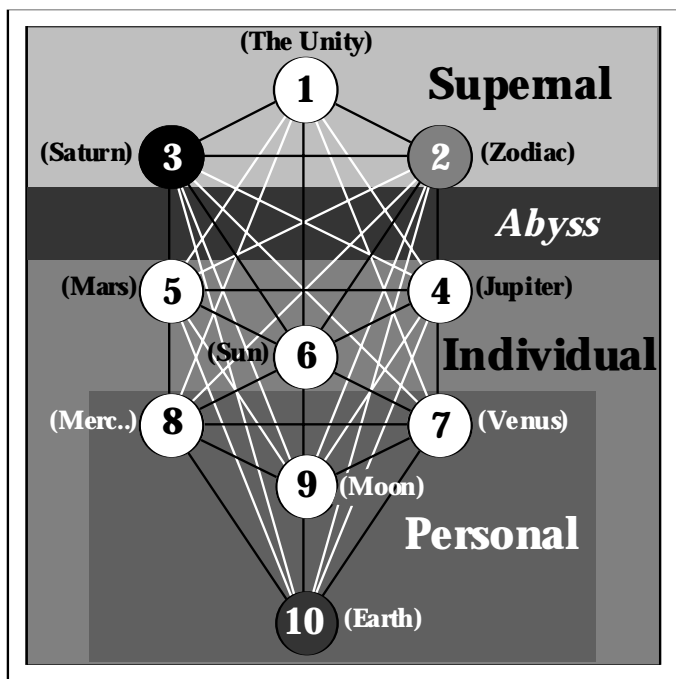 (The Unity)
1
Supernal
(Saturn) 3 2 (Zodiac)
Abyss
(Mars) 5 4 (Jupiter)
(Sun) 6
Individual
(Merc..) 8 7 (Venus)
9 (Moon)
Personal
10 (Earth)